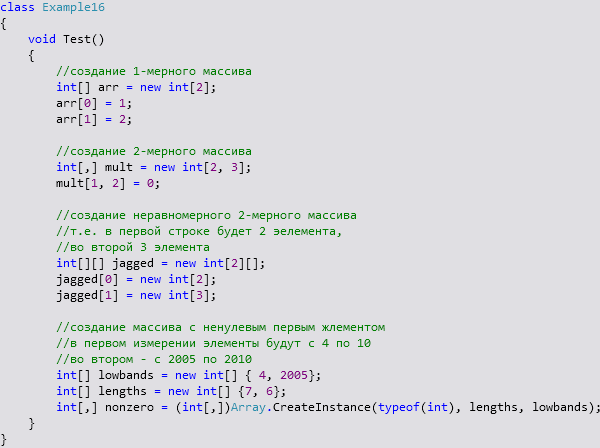 class Example16
{
    void Test()
    {
        //создание 1-мерного массива
        int[] arr = new int[2];
        arr[0] = 1;
        arr[1] = 2;

        //создание 2-мерного массива
        int[,] mult = new int[2, 3];
        mult[1, 2] = 0;

        //создание неравномерного 2-мерного массива
        //т.е. в первой строке будет 2 эелемента,
        //во второй 3 элемента
        int[][] jagged = new int[2][];
        jagged[0] = new int[2];
        jagged[1] = new int[3];

        //создание массива с ненулевым первым жлементом
        //в первом измерении элементы будут с 4 по 10
        //во втором - с 2005 по 2010
        int[] lowbands = new int[] { 4, 2005};
        int[] lengths = new int[] {7, 6};
        int[,] nonzero = (int[,])Array.CreateInstance(typeof(int), lengths, lowbands);
    }
}